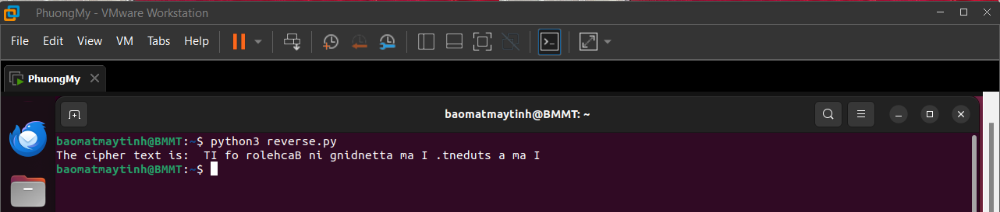 PhuongMy - VMware Workstation
File Edit View VM Tabs Help
PhuongMy
baomatmaytinh@BMMT: ~
baomatmaytinh@BMMT:~$ python3 reverse.py
The cipher text is:  TI fo rolehcaB ni gnidnetta ma I .tneduts a ma I
baomatmaytinh@BMMT:~$